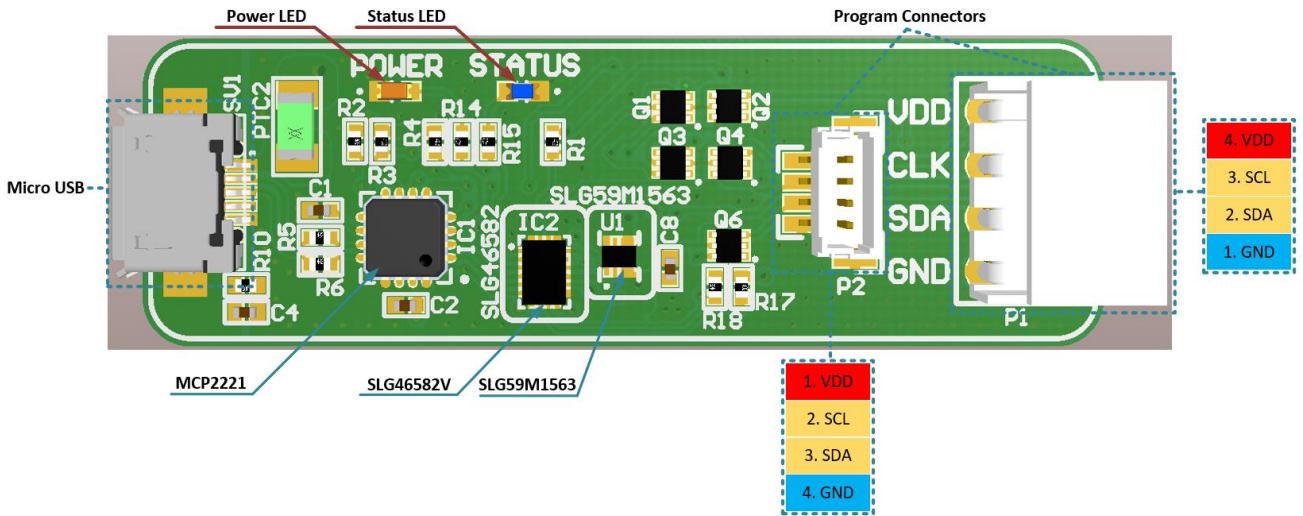 Power LED
Status LED
Program Connectors
POWER
STATUS
SW1
PTC2
R2
R3
R4
R14
R15
R1
Q1
Q2
Q3
Q4
VDD
CLK
SDA
GND
4. VDD
3. SCL
2. SDA
1. GND
Micro USB
C1
R5
R6
R10
C4
IC1
C2
SLG59M1563
SLG46582
IC2
U1
C8
Q6
R18
R17
P2
P1
MCP2221
SLG46582V
SLG59M1563
1. VDD
2. SCL
3. SDA
4. GND